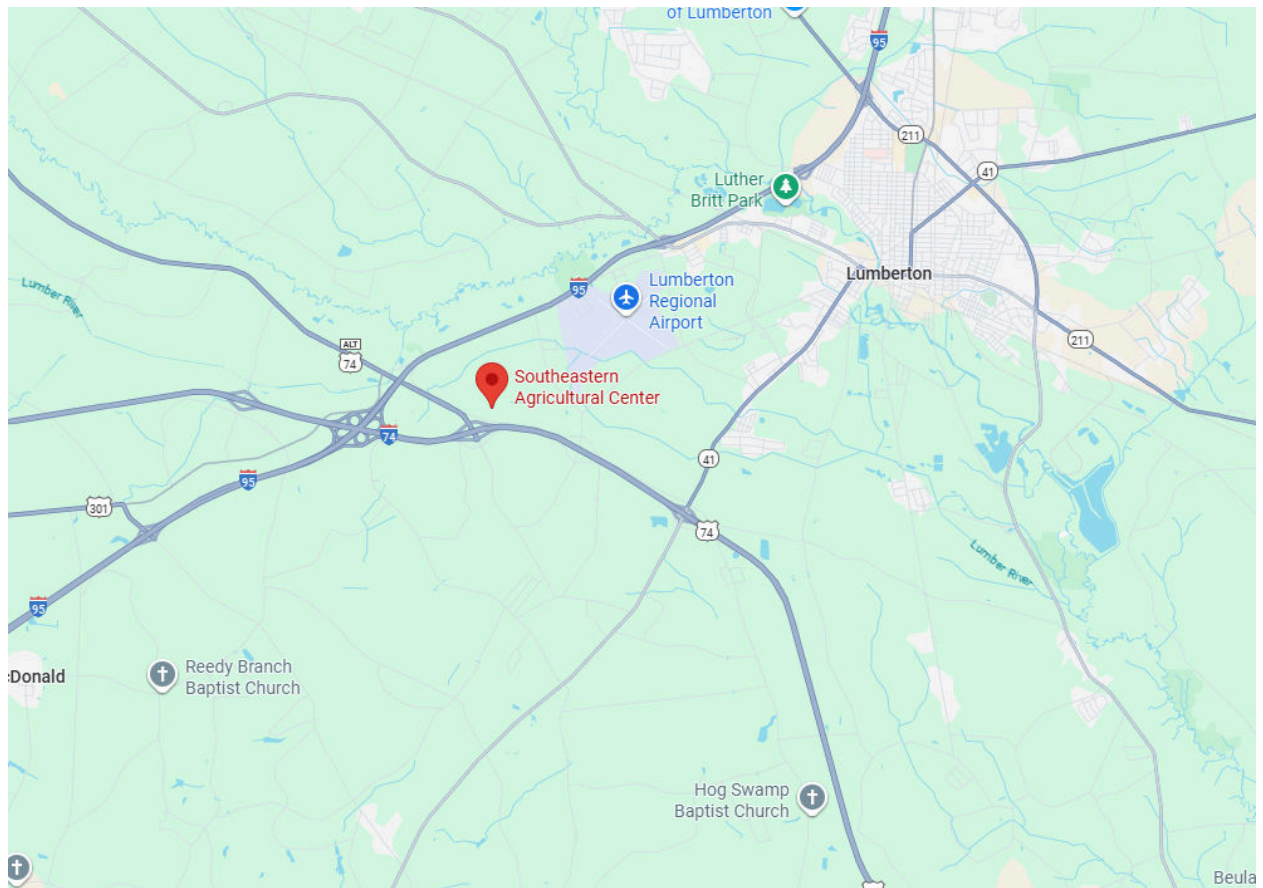 of Lumberton
95
211
41
Luther
Britt Park
Lumberton
Lumberton
Regional
Airport
95
Lumber River
ALT
74
211
Southeastern
Agricultural Center
74
41
95
301
74
Lumber River
95
:Donald
Reedy Branch
Baptist Church
Hog Swamp
Baptist Church
Beula